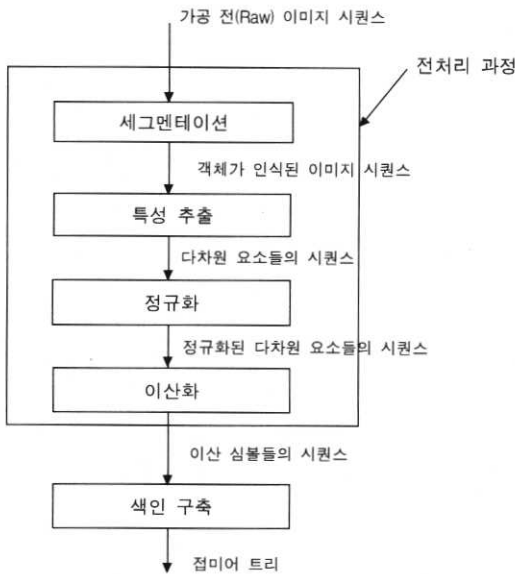 가공 전(Raw) 이미지 시퀀스
전처리 과정
세그멘테이션
객체가 인식된 이미지 시퀀스
특성 추출
다차원 요소들의 시퀀스
정규화
정규화된 다차원 요소들의 시퀀스
이산화
이산 심볼들의 시퀀스
색인 구축
접미어 트리